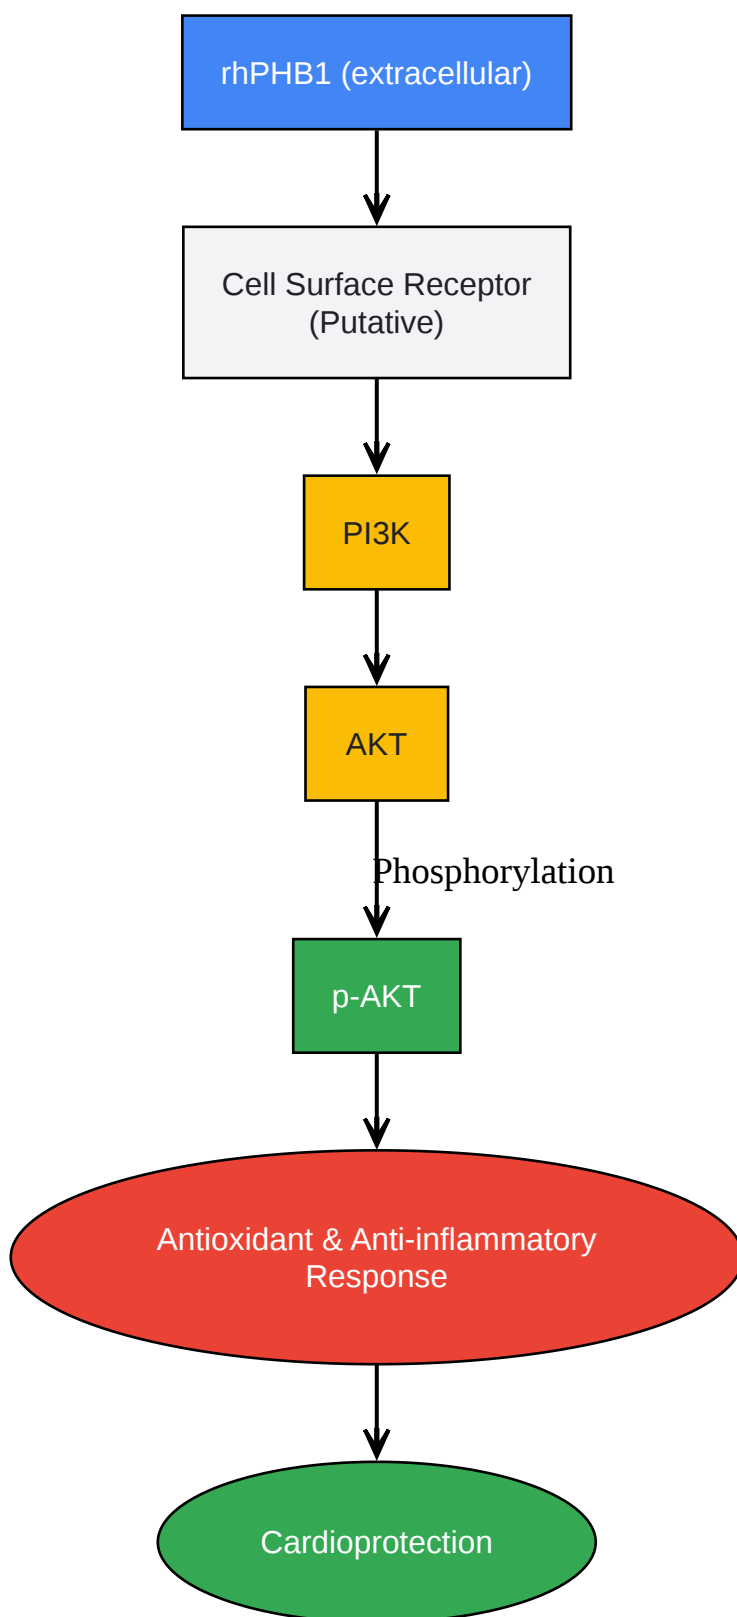 rhPHB1 (extracellular)
Cell Surface Receptor
(Putative)
PI3K
AKT
Phosphorylation
p-AKT
Antioxidant & Anti-inflammatory
Response
Cardioprotection